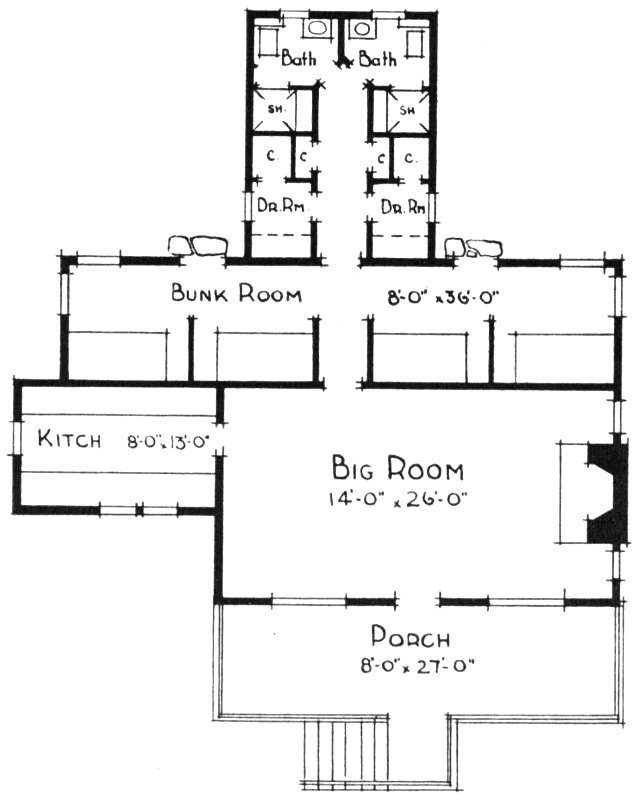 Bath Bath
SH. SH
C. C C C.
DR.RM DR.RM
BUNK ROOM 8'-0" x 36'-0"
KITCH 8'-0" x 13'-0"
BIG ROOM
14'-0" x 26'-0"
PORCH
8'-0" x 27'-0"